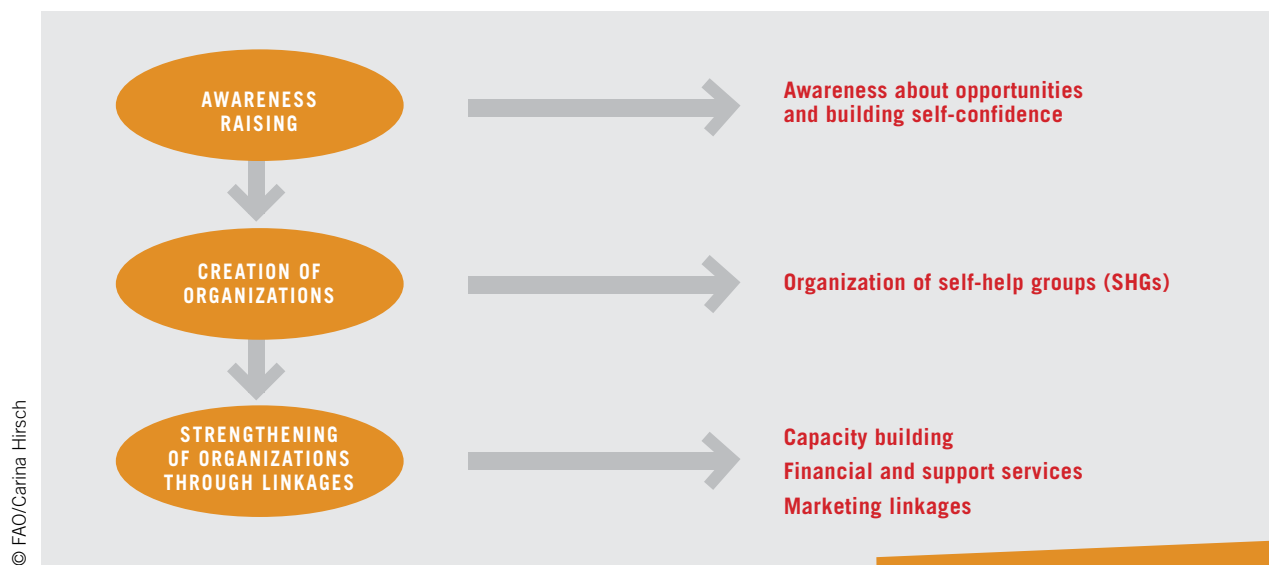 AWARENESS
RAISING
Awareness about opportunities
and building self-confidence
CREATION OF
ORGANIZATIONS
Organization of self-help groups (SHGs)
STRENGTHENING
OF ORGANIZATIONS
THROUGH LINKAGES
Capacity building
Financial and support services
Marketing linkages
© FAO/Carina Hirsch